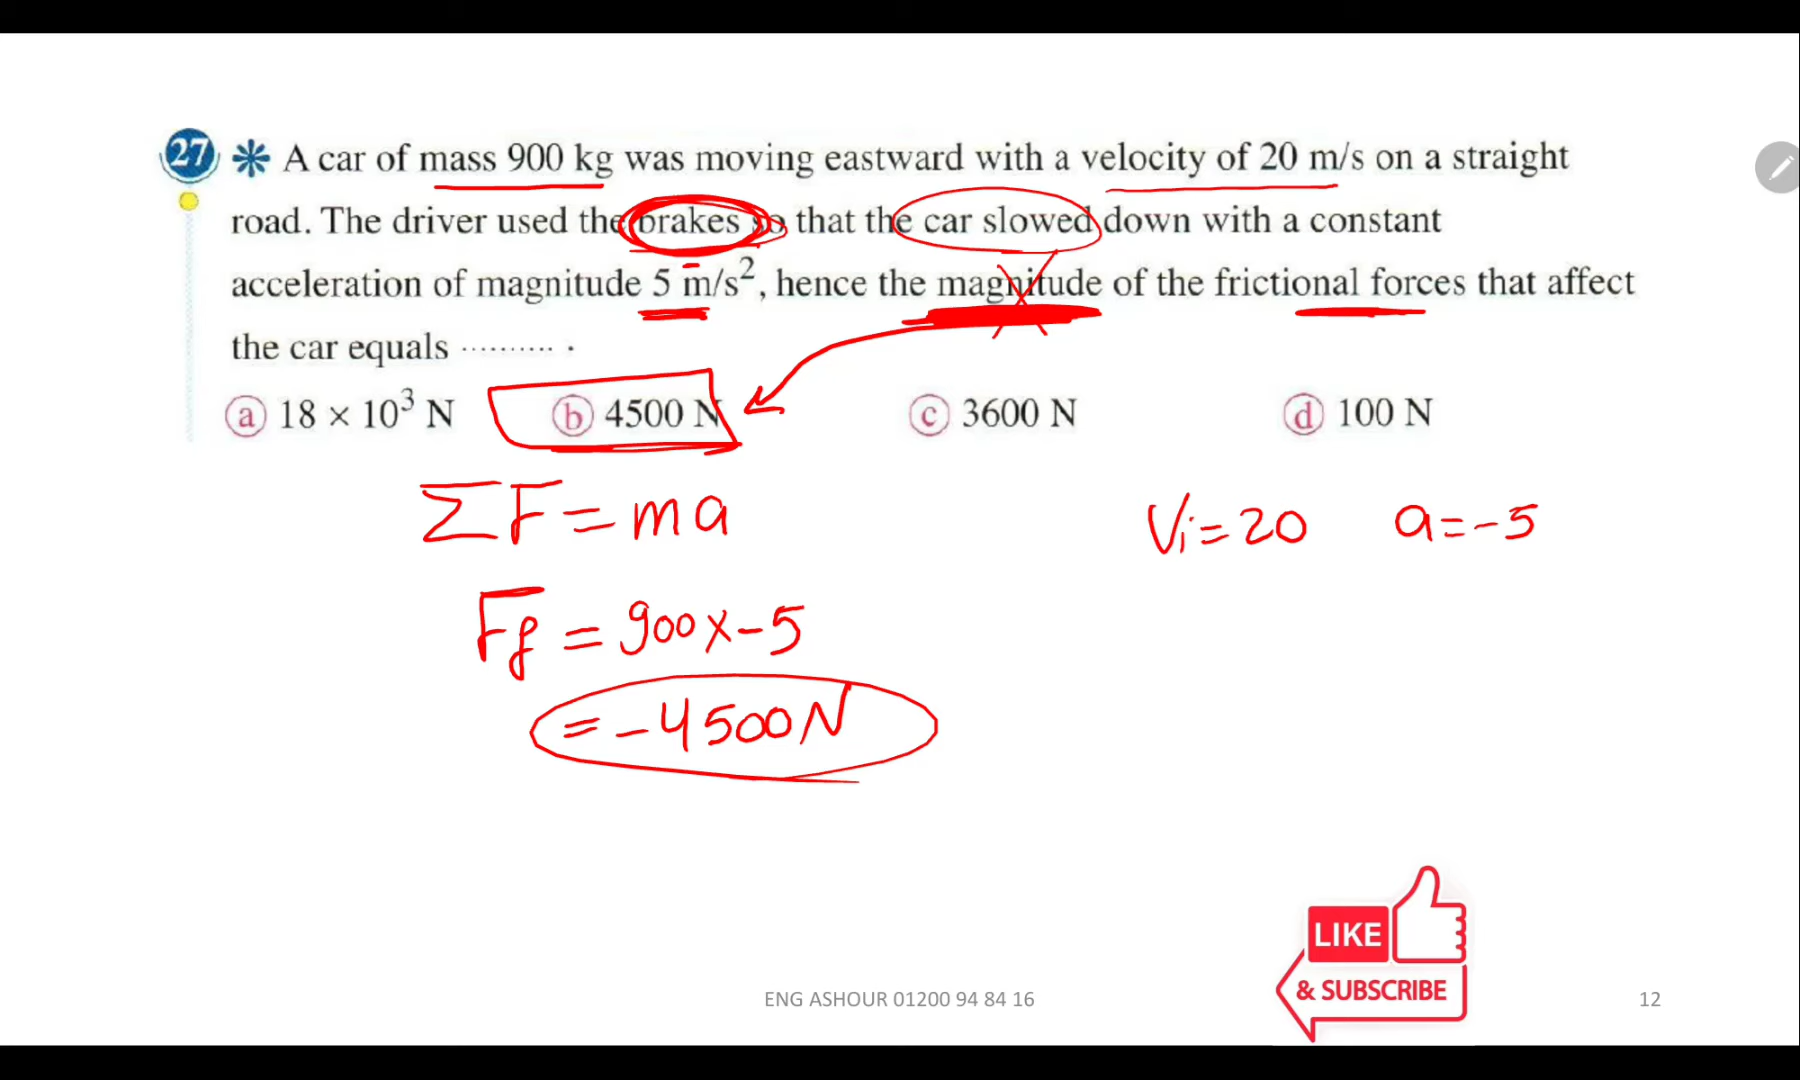 27 * A car of mass 900 kg was moving eastward with a velocity of 20 m/s on a straight
road. The driver used the brakes so that the car slowed down with a constant
acceleration of magnitude 5 m/s², hence the magnitude of the frictional forces that affect
the car equals .......... .
a 18 × 10³ N b 4500 N c 3600 N d 100 N
ΣF = ma
Vi = 20 a = -5
Ff = 900 x -5
= -4500 N
LIKE
& SUBSCRIBE
ENG ASHOUR 01200 94 84 16
12